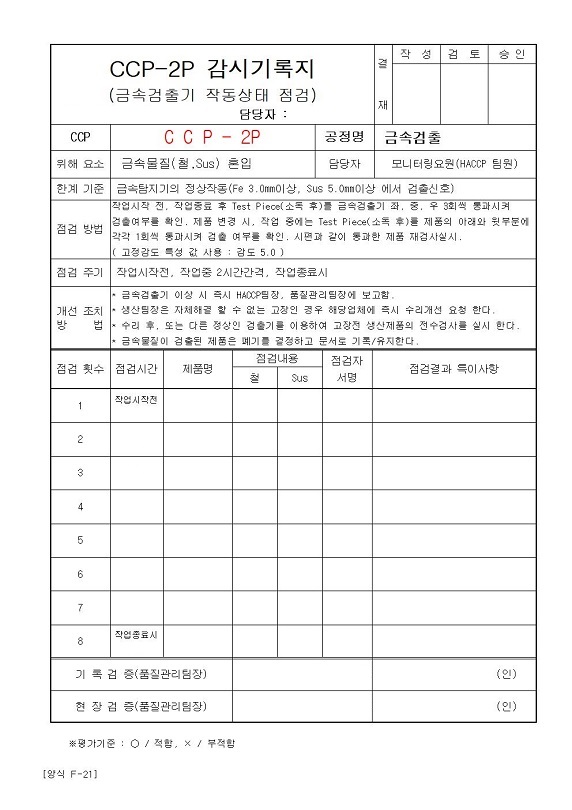 CCP-2P 감시기록지
(금속검출기 작동상태 점검)
담당자 :
결
재
작 성 검 토 승 인
CCP C C P - 2P 공정명 금속검출
위해 요소 금속물질(철,Sus) 혼입 담당자 모니터링요원(HACCP 팀원)
한계 기준 금속탐지기의 정상작동(Fe 3.0mm이상, Sus 5.0mm이상 에서 검출신호)
점검 방법
작업시작 전, 작업종료 후 Test Piece(소독 후)를 금속검출기 좌, 중, 우 3회씩 통과시켜
검출여부를 확인. 제품 변경 시, 작업 중에는 Test Piece(소독 후)를 제품의 아래와 윗부분에
각각 1회씩 통과시켜 검출 여부를 확인. 시편과 같이 통과한 제품 재검사실시.
( 고정감도 특성 값 사용 : 감도 5.0 )
점검 주기 작업시작전, 작업중 2시간간격, 작업종료시
개선 조치
방 법
* 금속검출기 이상 시 즉시 HACCP팀장, 품질관리팀장에 보고함.
* 생산팀장은 자체해결 할 수 없는 고장인 경우 해당업체에 즉시 수리개선 요청 한다.
* 수리 후, 또는 다른 정상인 검출기를 이용하여 고장전 생산제품의 전수검사를 실시 한다.
* 금속물질이 검출된 제품은 폐기를 결정하고 문서로 기록/유지한다.
점검 횟수 점검시간 제품명 점검내용 점검자 점검결과 특이사항
철 Sus 서명
1 작업시작전
2
3
4
5
6
7
8 작업종료시
기 록 검 증(품질관리팀장) (인)
현 장 검 증(품질관리팀장) (인)
※평가기준 : ○ / 적합, × / 부적합
[양식 F-21]